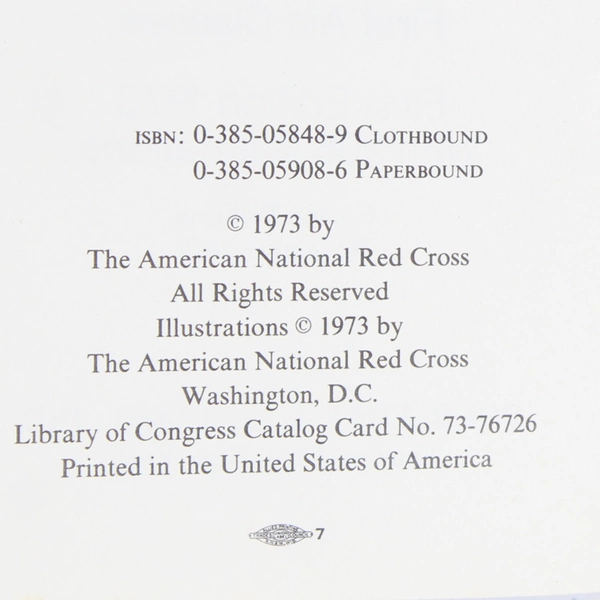 ISBN: 0-385-05848-9 CLOTHBOUND
0-385-05908-6 PAPERBOUND
© 1973 by
The American National Red Cross
All Rights Reserved
Illustrations © 1973 by
The American National Red Cross
Washington, D.C.
Library of Congress Catalog Card No. 73-76726
Printed in the United States of America
7